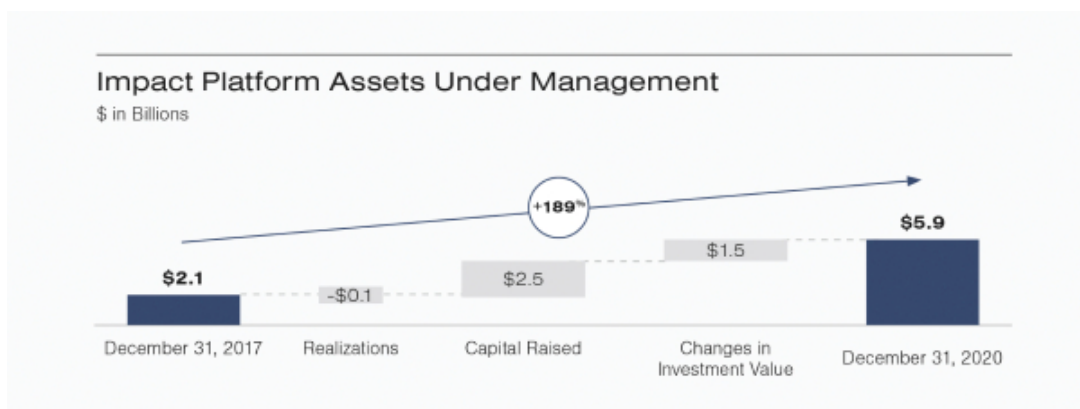 Impact Platform Assets Under Management
$ in Billions
+189%
$5.9
$2.1
$1.5
$2.5
-$0.1
December 31, 2017
Realizations
Capital Raised
Changes in
Investment Value
December 31, 2020